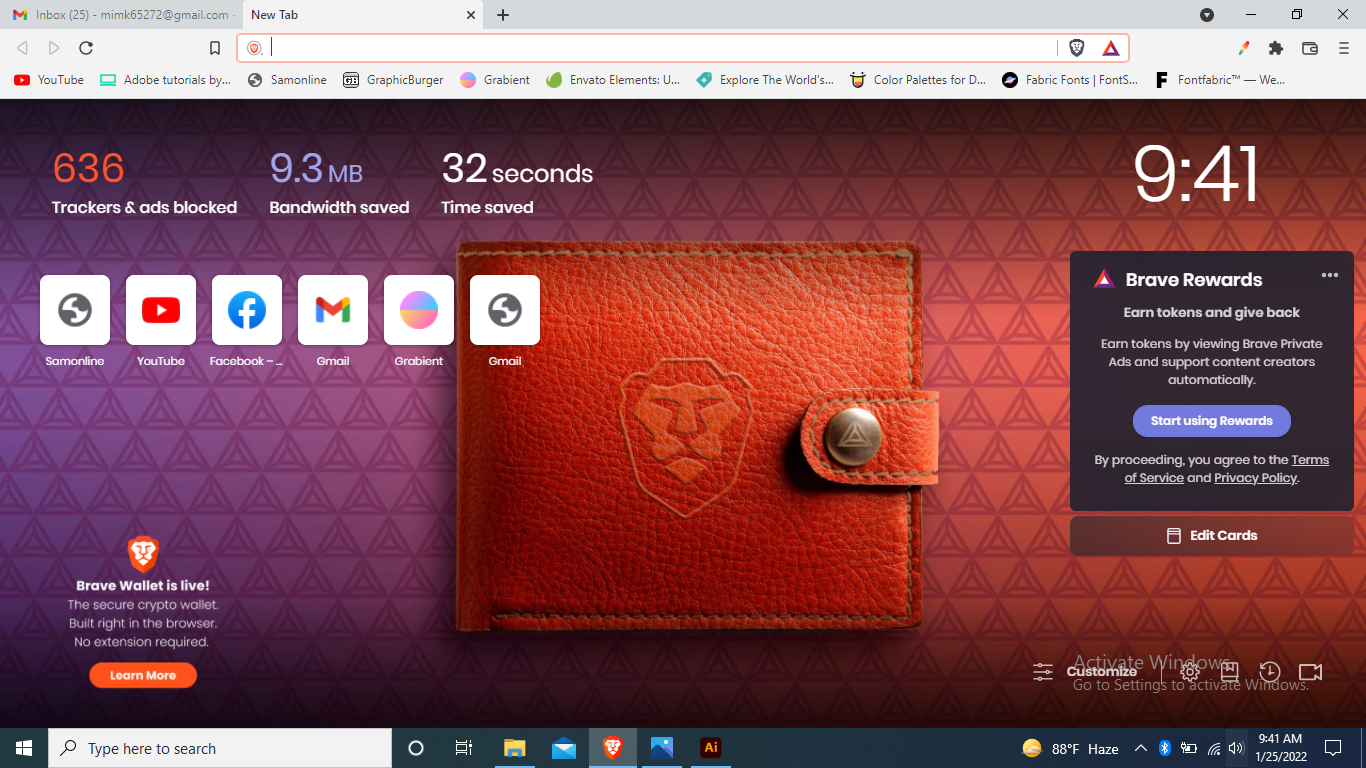 Inbox (25) - mimk65272@gmail.com -
New Tab
YouTube
Adobe tutorials by...
Samonline
GraphicBurger
Grabient
Envato Elements: U...
Explore The World's...
Color Palettes for D...
Fabric Fonts | FontS...
Fontfabric™ — We...
636
Trackers & ads blocked
9.3 MB
Bandwidth saved
32 seconds
Time saved
9:41
Samonline
YouTube
Facebook – ...
Gmail
Grabient
Gmail
Brave Rewards
Earn tokens and give back
Earn tokens by viewing Brave Private
Ads and support content creators
automatically.
Start using Rewards
By proceeding, you agree to the Terms
of Service and Privacy Policy.
Edit Cards
Brave Wallet is live!
The secure crypto wallet.
Built right in the browser.
No extension required.
Learn More
Customize
Activate Windows
Go to Settings to activate Windows.
Type here to search
Ai
88°F Haze
9:41 AM
1/25/2022